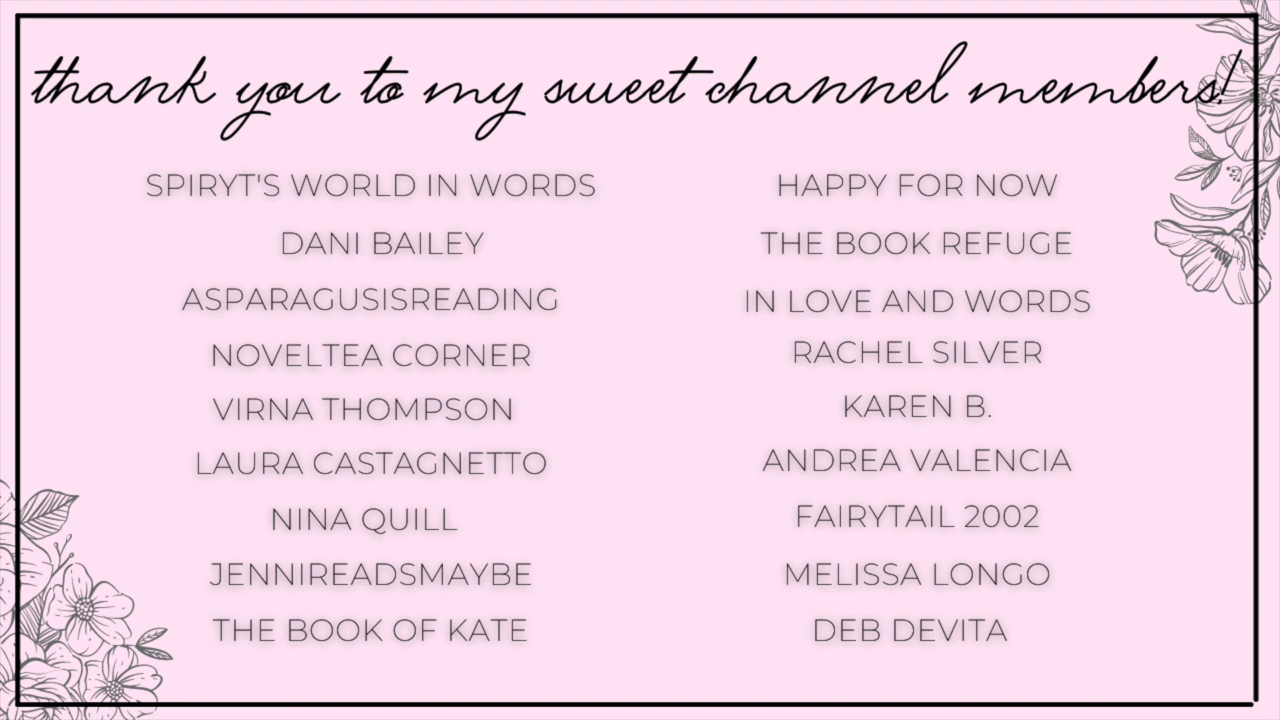 thank you to my sweet channel members!
SPIRYT'S WORLD IN WORDS
DANI BAILEY
ASPARAGUSISREADING
NOVELTEA CORNER
VIRNA THOMPSON
LAURA CASTAGNETTO
NINA QUILL
JENNIREADSMAYBE
THE BOOK OF KATE
HAPPY FOR NOW
THE BOOK REFUGE
IN LOVE AND WORDS
RACHEL SILVER
KAREN B.
ANDREA VALENCIA
FAIRYTAIL 2002
MELISSA LONGO
DEB DEVITA